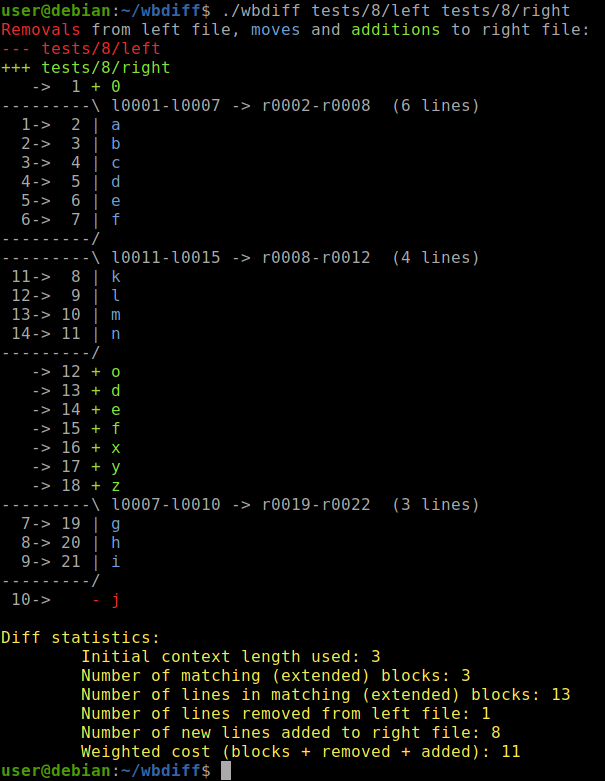 user@debian:~/wbdiff$ ./wbdiff tests/8/left tests/8/right
Removals from left file, moves and additions to right file:
--- tests/8/left
+++ tests/8/right
   ->  1 + 0
---------\ l0001-l0007 -> r0002-r0008  (6 lines)
  1->  2 | a
  2->  3 | b
  3->  4 | c
  4->  5 | d
  5->  6 | e
  6->  7 | f
---------/
---------\ l0011-l0015 -> r0008-r0012  (4 lines)
 11->  8 | k
 12->  9 | l
 13-> 10 | m
 14-> 11 | n
---------/
   -> 12 + o
   -> 13 + d
   -> 14 + e
   -> 15 + f
   -> 16 + x
   -> 17 + y
   -> 18 + z
---------\ l0007-l0010 -> r0019-r0022  (3 lines)
  7-> 19 | g
  8-> 20 | h
  9-> 21 | i
---------/
 10->    - j

Diff statistics:
        Initial context length used: 3
        Number of matching (extended) blocks: 3
        Number of lines in matching (extended) blocks: 13
        Number of lines removed from left file: 1
        Number of new lines added to right file: 8
        Weighted cost (blocks + removed + added): 11
user@debian:~/wbdiff$